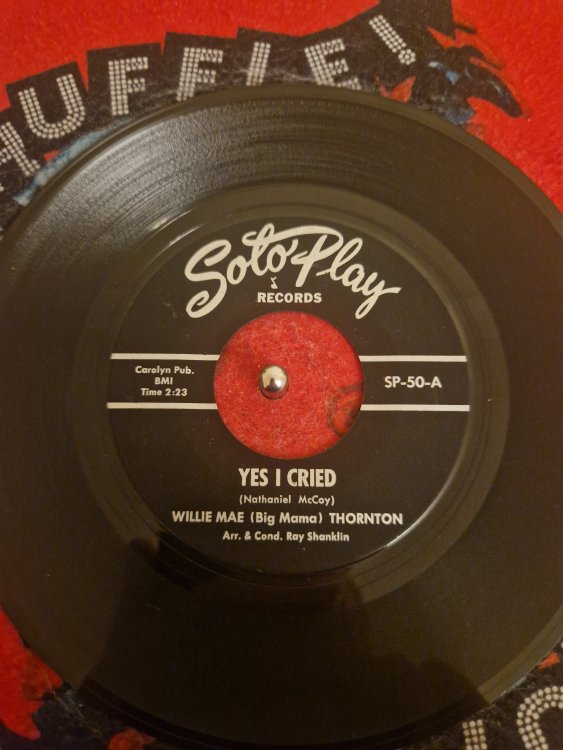 HUFFLE!
Soto Play
RECORDS
Carolyn Pub.
BMI
Time 2:23
SP-50-A
YES I CRIED
(Nathaniel McCoy)
WILLIE MAE (Big Mama) THORNTON
Arr. & Cond. Ray Shanklin